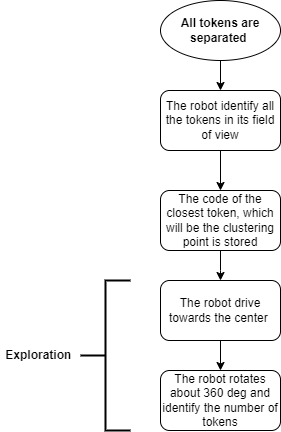 All tokens are
separated
The robot identify all
the tokens in its field
of view
The code of the
closest token, which
will be the clustering
point is stored
The robot drive
towards the center
Exploration
The robot rotates
about 360 deg and
identify the number of
tokens